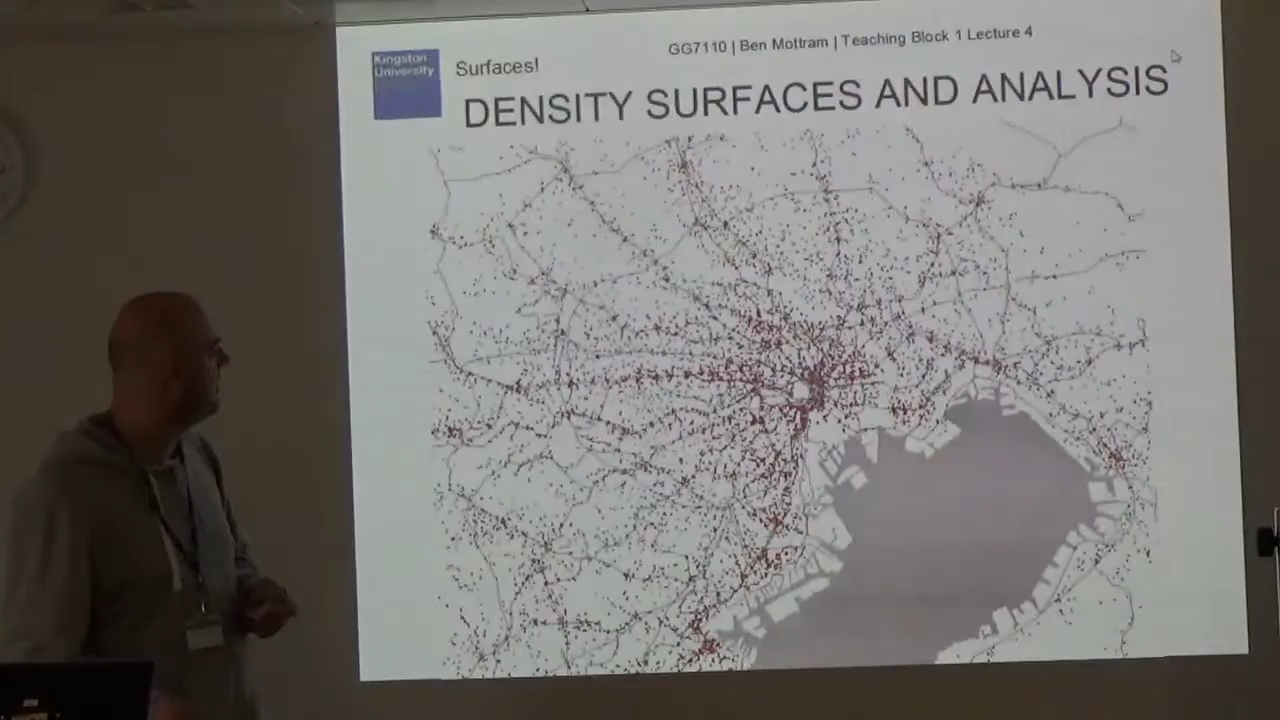 Kingston
University
Surfaces!
GG7110 | Ben Mottram | Teaching Block 1 Lecture 4
DENSITY SURFACES AND ANALYSIS